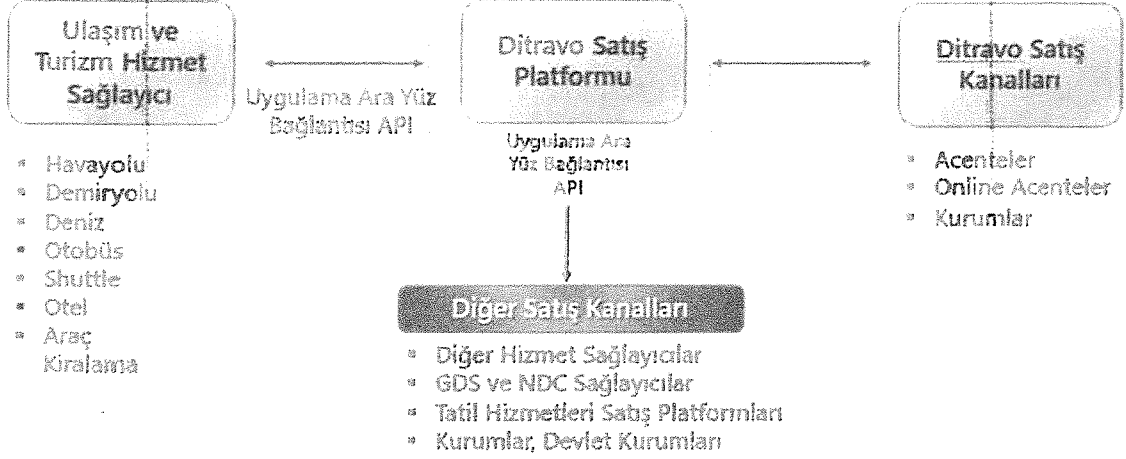 Ulaşım ve
Turizm Hizmet
Sağlayıcı
Uygulama Ara Yüz
Bağlantısı API
Ditravo Satış
Platformu
Uygulama Ara
Yüz Bağlantısı
API
Ditravo Satış
Kanalları
▪ Havayolu
▪ Demiryolu
▪ Deniz
▪ Otobüs
▪ Shuttle
▪ Otel
▪ Araç
Kiralama
▪ Acenteler
▪ Online Acenteler
▪ Kurumlar
Diğer Satış Kanalları
▪ Diğer Hizmet Sağlayıcılar
▪ GDS ve NDC Sağlayıcılar
▪ Tatil Hizmetleri Satış Platformları
▪ Kurumlar, Devlet Kurumları